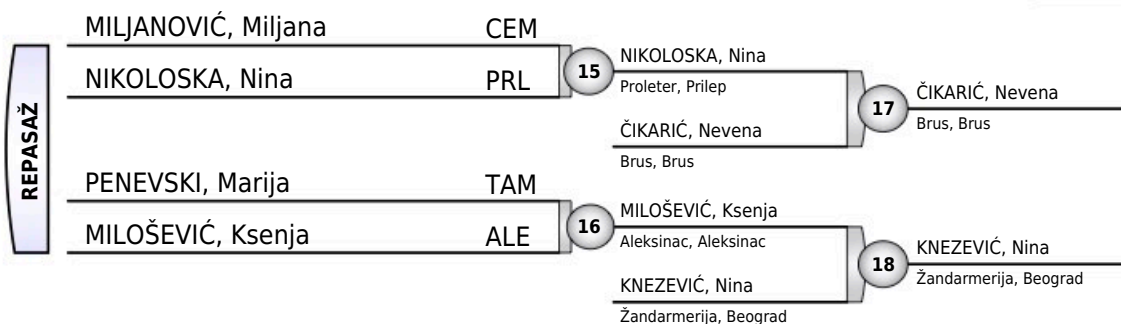 REPASAŽ
MILJANOVIĆ, Miljana CEM
NIKOLOSKA, Nina PRL
15
NIKOLOSKA, Nina
Proleter, Prilep
ČIKARIĆ, Nevena
Brus, Brus
17
ČIKARIĆ, Nevena
Brus, Brus
PENEVSKI, Marija TAM
MILOŠEVIĆ, Ksenja ALE
16
MILOŠEVIĆ, Ksenja
Aleksinac, Aleksinac
KNEZEVIĆ, Nina
Žandarmerija, Beograd
18
KNEZEVIĆ, Nina
Žandarmerija, Beograd